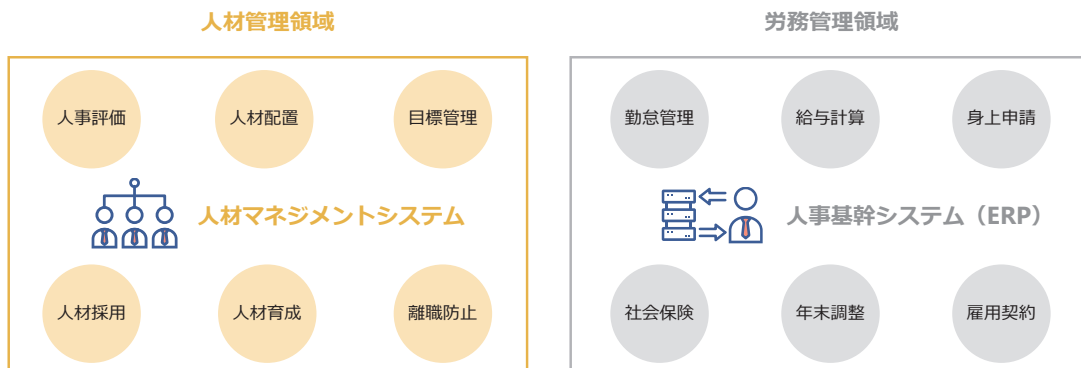 人材管理領域
人事評価
人材配置
目標管理
人材マネジメントシステム
人材採用
人材育成
離職防止
労務管理領域
勤怠管理
給与計算
身上申請
人事基幹システム（ERP）
社会保険
年末調整
雇用契約